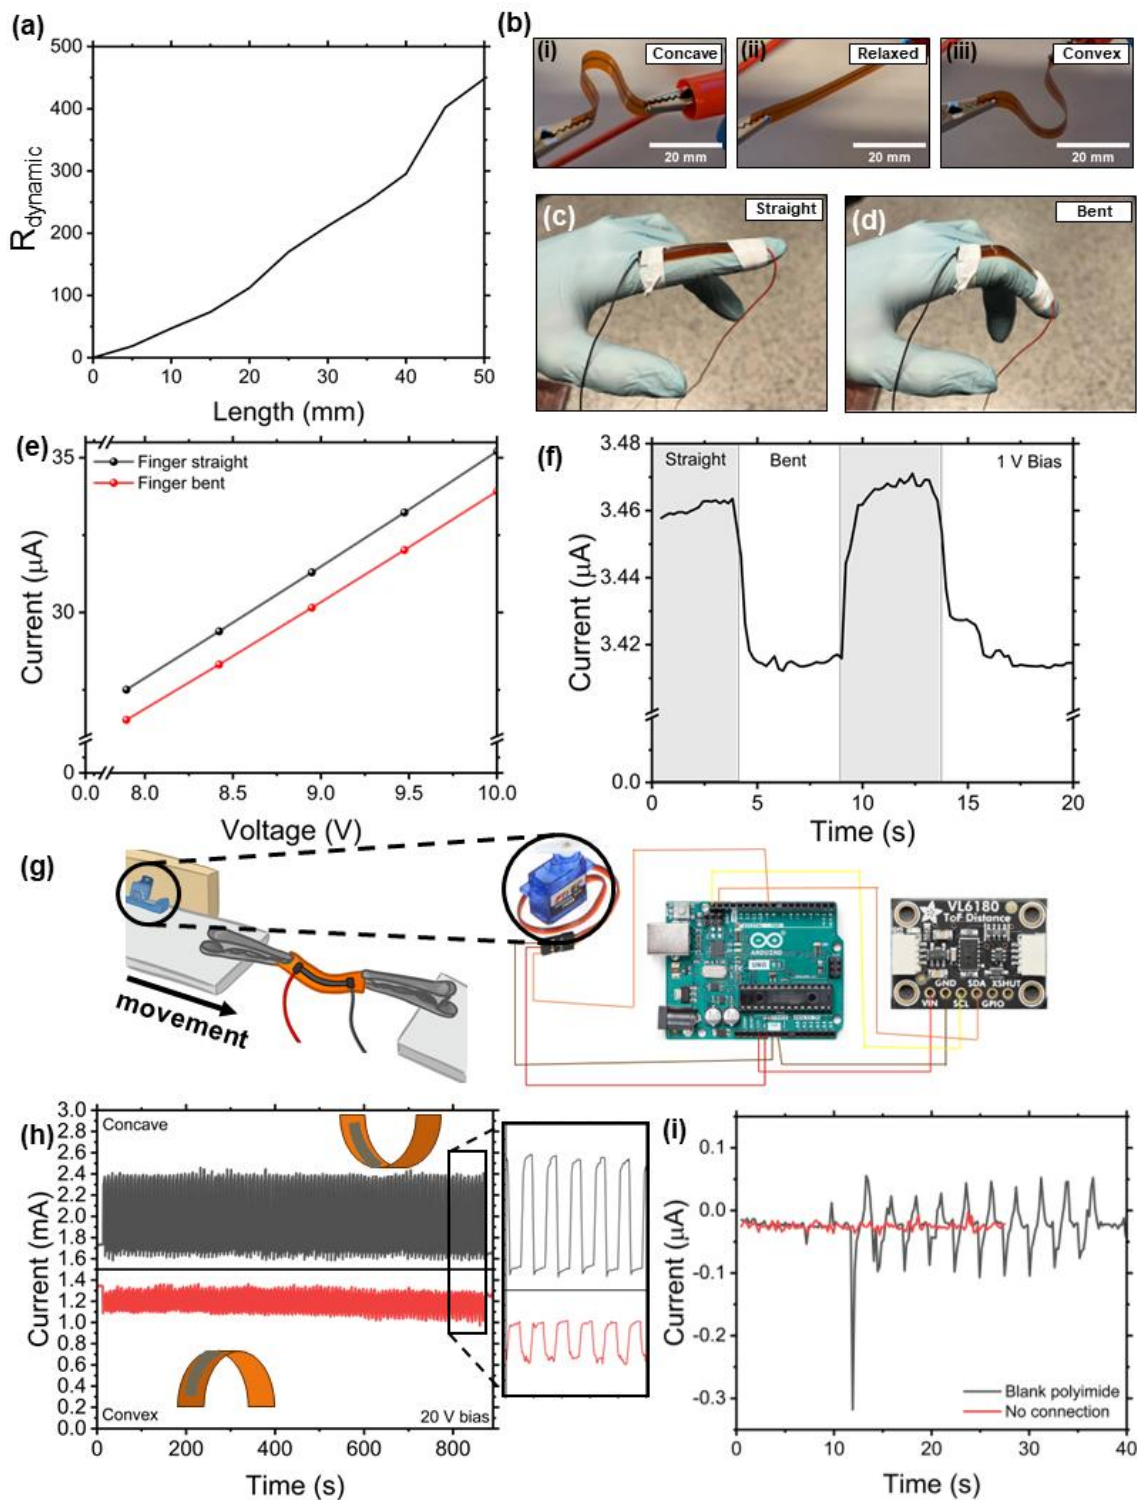 (a)
500
400
300
200
100
0
R_dynamic
0 10 20 30 40 50
Length (mm)
(b)
(i) Concave
20 mm
(ii) Relaxed
20 mm
(iii) Convex
20 mm
(c) Straight
(d) Bent
(e)
Finger straight
Finger bent
35
30
0
Current (μA)
0.0 8.0 8.5 9.0 9.5 10.0
Voltage (V)
(f)
Straight Bent 1 V Bias
3.48
3.46
3.44
3.42
0.0
Current (μA)
0 5 10 15 20
Time (s)
(g)
movement
ARDUINO
UNO
VL6180
ToF Distance
GND SDA XSHUT
VIN SCL GPIO
(h)
Concave
3.0
2.8
2.6
2.4
2.2
2.0
1.8
1.6
1.4
1.2
1.0
0.8
0.6
0.4
0.2
0.0
Current (mA)
Convex 20 V bias
0 200 400 600 800
Time (s)
(i)
0.1
0.0
-0.1
-0.2
-0.3
Current (μA)
Blank polyimide
No connection
0 10 20 30 40
Time (s)